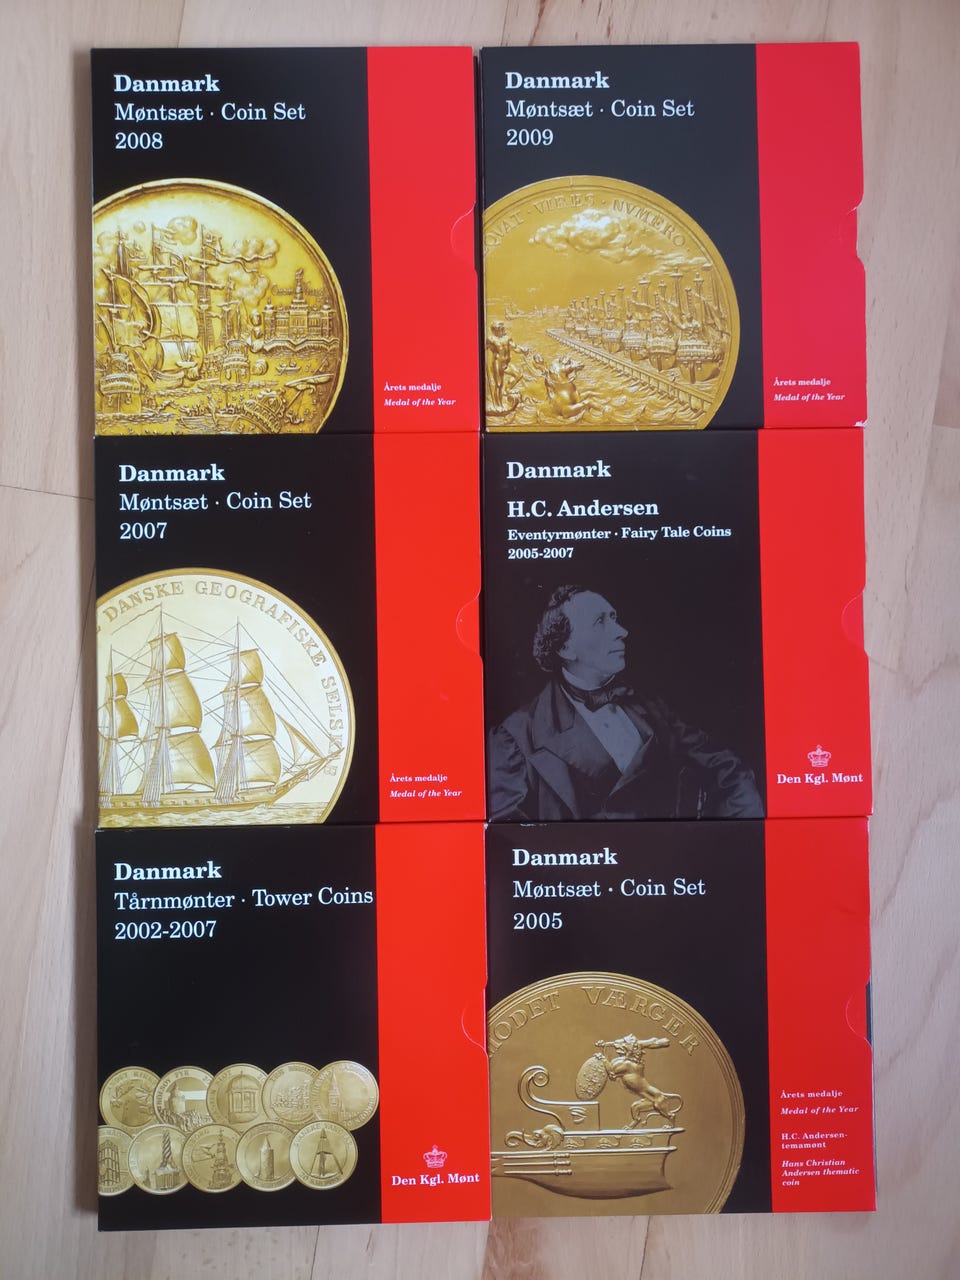 Danmark
Møntsæt · Coin Set
2008
Årets medalje
Medal of the Year
Danmark
Møntsæt · Coin Set
2009
QVAT · VIRES · NVMERO
Årets medalje
Medal of the Year
Danmark
Møntsæt · Coin Set
2007
DANSKE GEOGRAFISKE SELSKAB
Årets medalje
Medal of the Year
Danmark
H.C. Andersen
Eventyrmønter · Fairy Tale Coins
2005-2007
Den Kgl. Mønt
Danmark
Tårnmønter · Tower Coins
2002-2007
Den Kgl. Mønt
Danmark
Møntsæt · Coin Set
2005
MODET VÆRGER
Årets medalje
Medal of the Year
H.C. Andersen-
temamønt
Hans Christian
Andersen thematic
coin